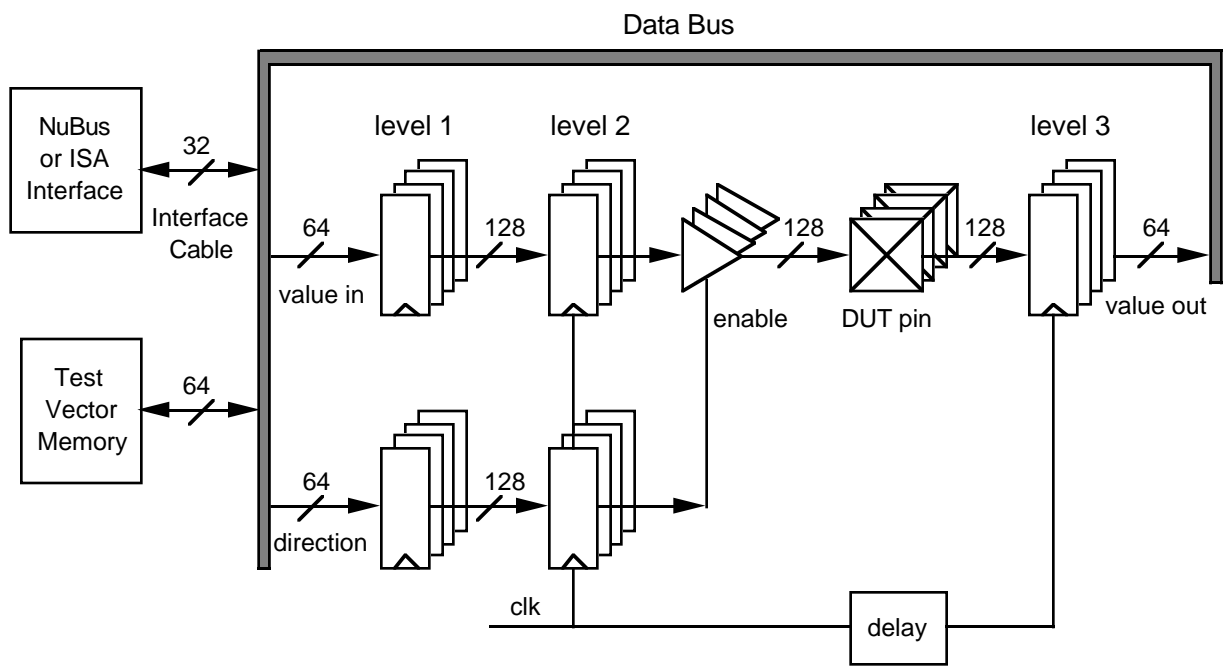 Data Bus
NuBus
or ISA
Interface
32
Interface
Cable
level 1
level 2
level 3
64
value in
128
128
enable
DUT pin
128
64
value out
Test
Vector
Memory
64
64
direction
128
clk
delay